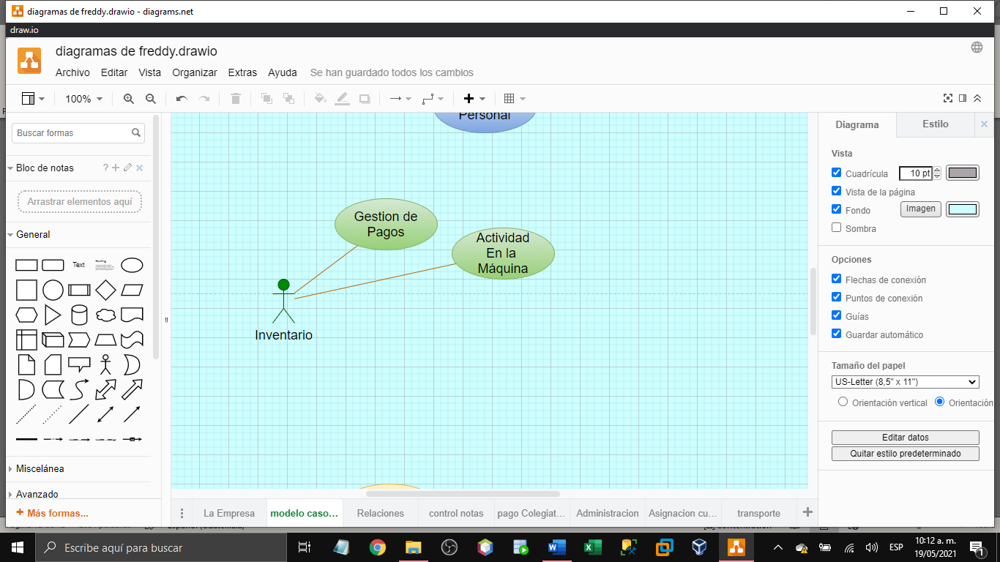 diagramas de freddy.drawio - diagrams.net
draw.io
diagramas de freddy.drawio
Archivo Editar Vista Organizar Extras Ayuda Se han guardado todos los cambios
100%
Buscar formas
Bloc de notas
?
Arrastrar elementos aquí
General
Text
Heading
Misceláneа
Avanzado
+ Más formas...
Personal
Gestion de
Pagos
Actividad
En la
Máquina
Inventario
La Empresa modelo caso... Relaciones control notas pago Colegiat... Administracion Asignacion cu... transporte
Diagrama Estilo
Vista
Cuadrícula 10 pt
Vista de la página
Fondo Imagen
Sombra
Opciones
Flechas de conexión
Puntos de conexión
Guías
Guardar automático
Tamaño del papel
US-Letter (8,5" x 11")
Orientación vertical Orientación
Editar datos
Quitar estilo predeterminado
Escribe aquí para buscar
ESP
10:12 a. m.
19/05/2021
1